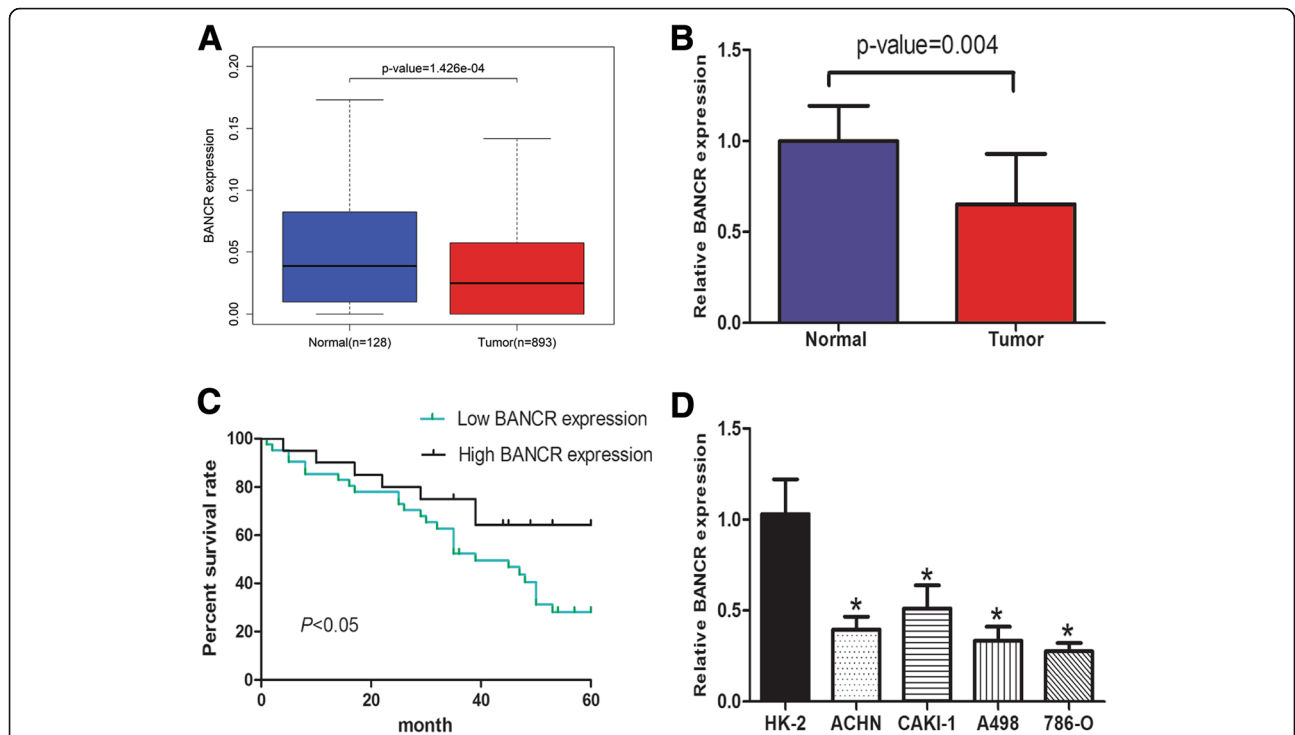 A
p-value=1.426e-04
BANCR expression
0.20
0.15
0.10
0.05
0.00
Normal(n=128)
Tumor(n=893)
B
p-value=0.004
Relative BANCR expression
1.5
1.0
0.5
0.0
Normal
Tumor
C
Low BANCR expression
High BANCR expression
Percent survival rate
100
80
60
40
20
0
P<0.05
0
20
40
60
month
D
Relative BANCR expression
1.5
1.0
0.5
0.0
*
*
*
*
HK-2
ACHN
CAKI-1
A498
786-O